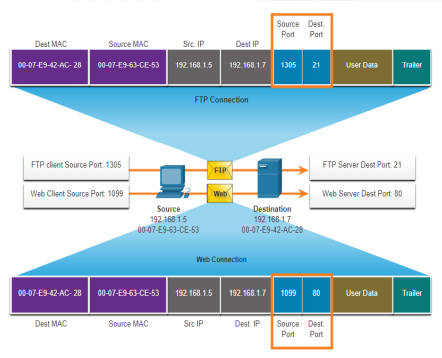 Source Port
Dest. Port
Dest MAC
Source MAC
Src. IP
Dest IP
00-07-E9-42-AC- 28
00-07-E9-63-CE-53
192.168.1.5
192.168.1.7
1305
21
User Data
Trailer
FTP Connection
FTP client Source Port: 1305
FTP
FTP Server Dest Port: 21
Web Client Source Port: 1099
Web
Web Server Dest Port: 80
Source
192.168.1.5
00-07-E9-63-CE-53
Destination
192.168.1.7
00-07-E9-42-AC-28
Web Connection
00-07-E9-42-AC- 28
00-07-E9-63-CE-53
192.168.1.5
192.168.1.7
1099
80
User Data
Trailer
Dest MAC
Source MAC
Src IP
Dest. IP
Source Port
Dest. Port